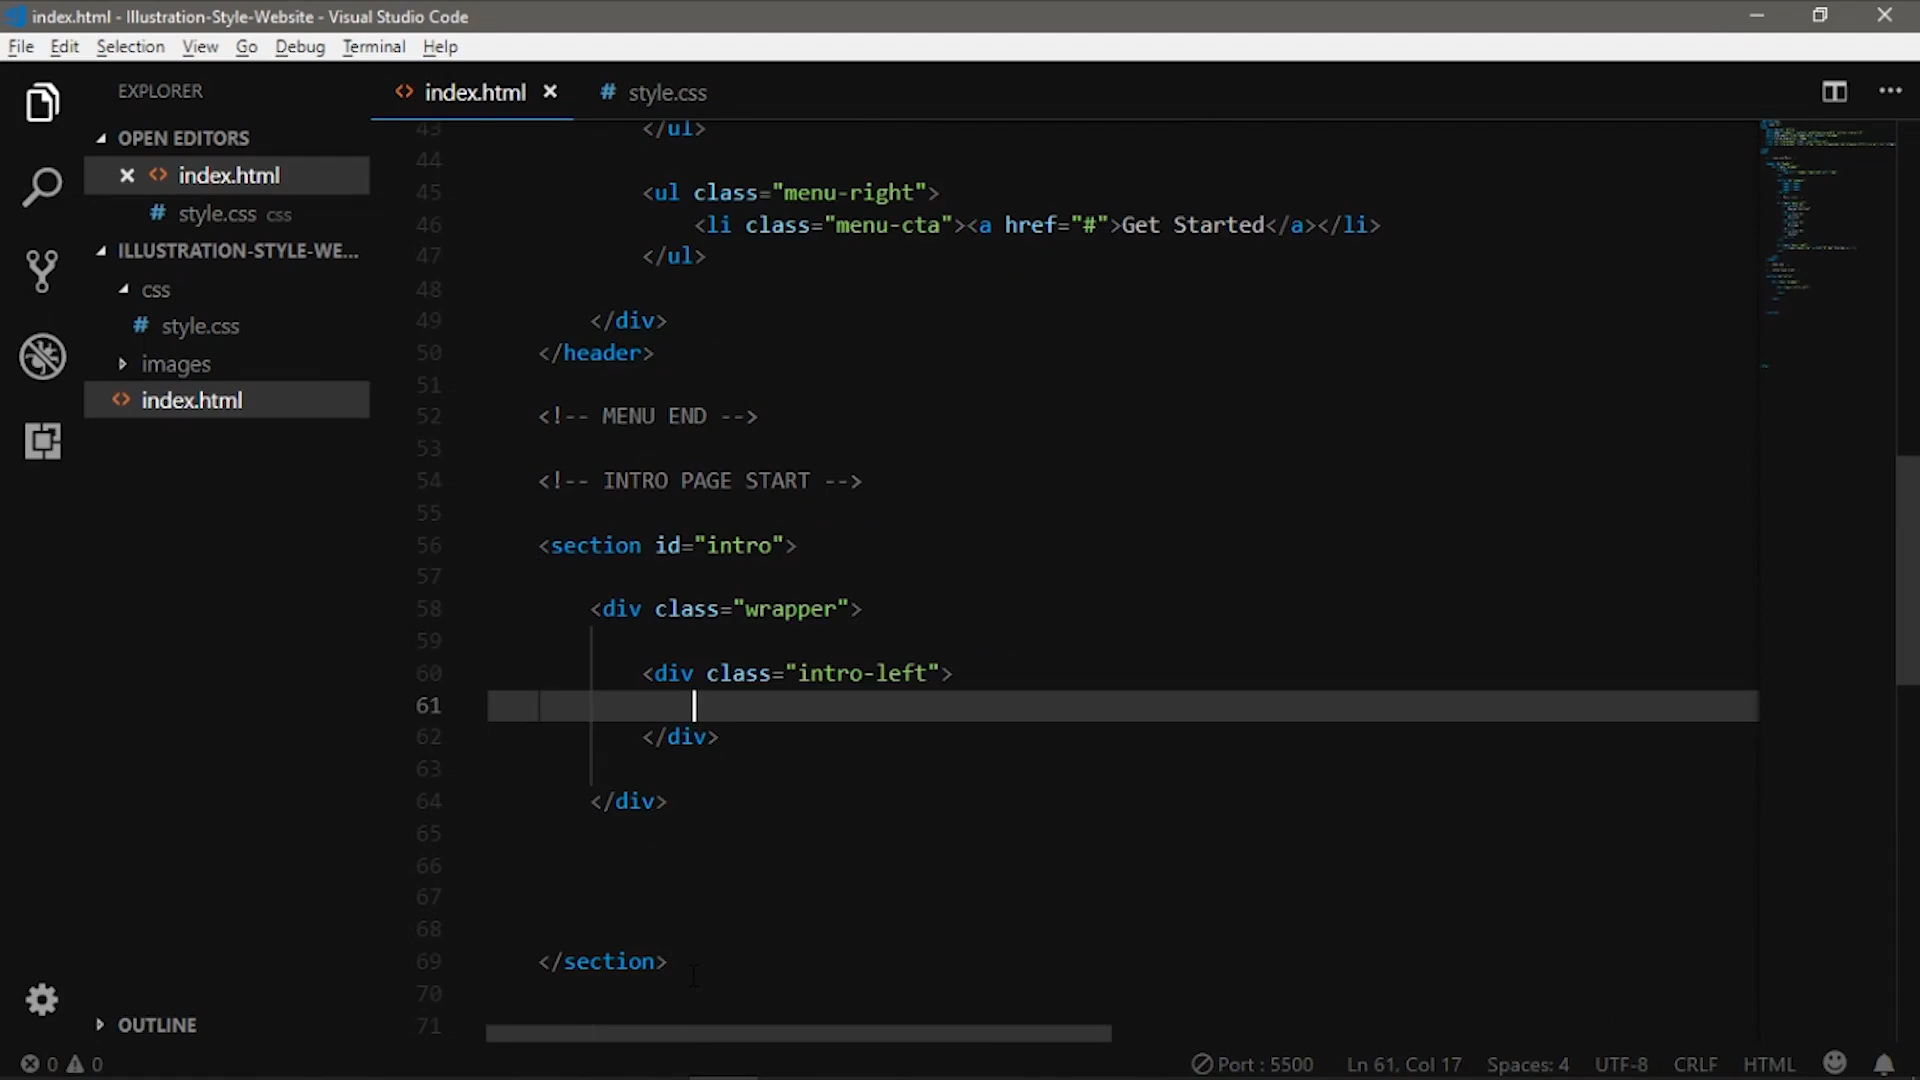 index.html - Illustration-Style-Website - Visual Studio Code
File Edit Selection View Go Debug Terminal Help
EXPLORER
OPEN EDITORS
index.html
style.css css
ILLUSTRATION-STYLE-WE...
css
# style.css
images
index.html
OUTLINE
index.html
# style.css
43 </ul>
44
45 <ul class="menu-right">
46 <li class="menu-cta"><a href="#">Get Started</a></li>
47 </ul>
48
49 </div>
50 </header>
51
52 <!-- MENU END -->
53
54 <!-- INTRO PAGE START -->
55
56 <section id="intro">
57
58 <div class="wrapper">
59
60 <div class="intro-left">
61
62 </div>
63
64 </div>
65
66
67
68
69 </section>
70
71
0 0 Port : 5500 Ln 61, Col 17 Spaces: 4 UTF-8 CRLF HTML